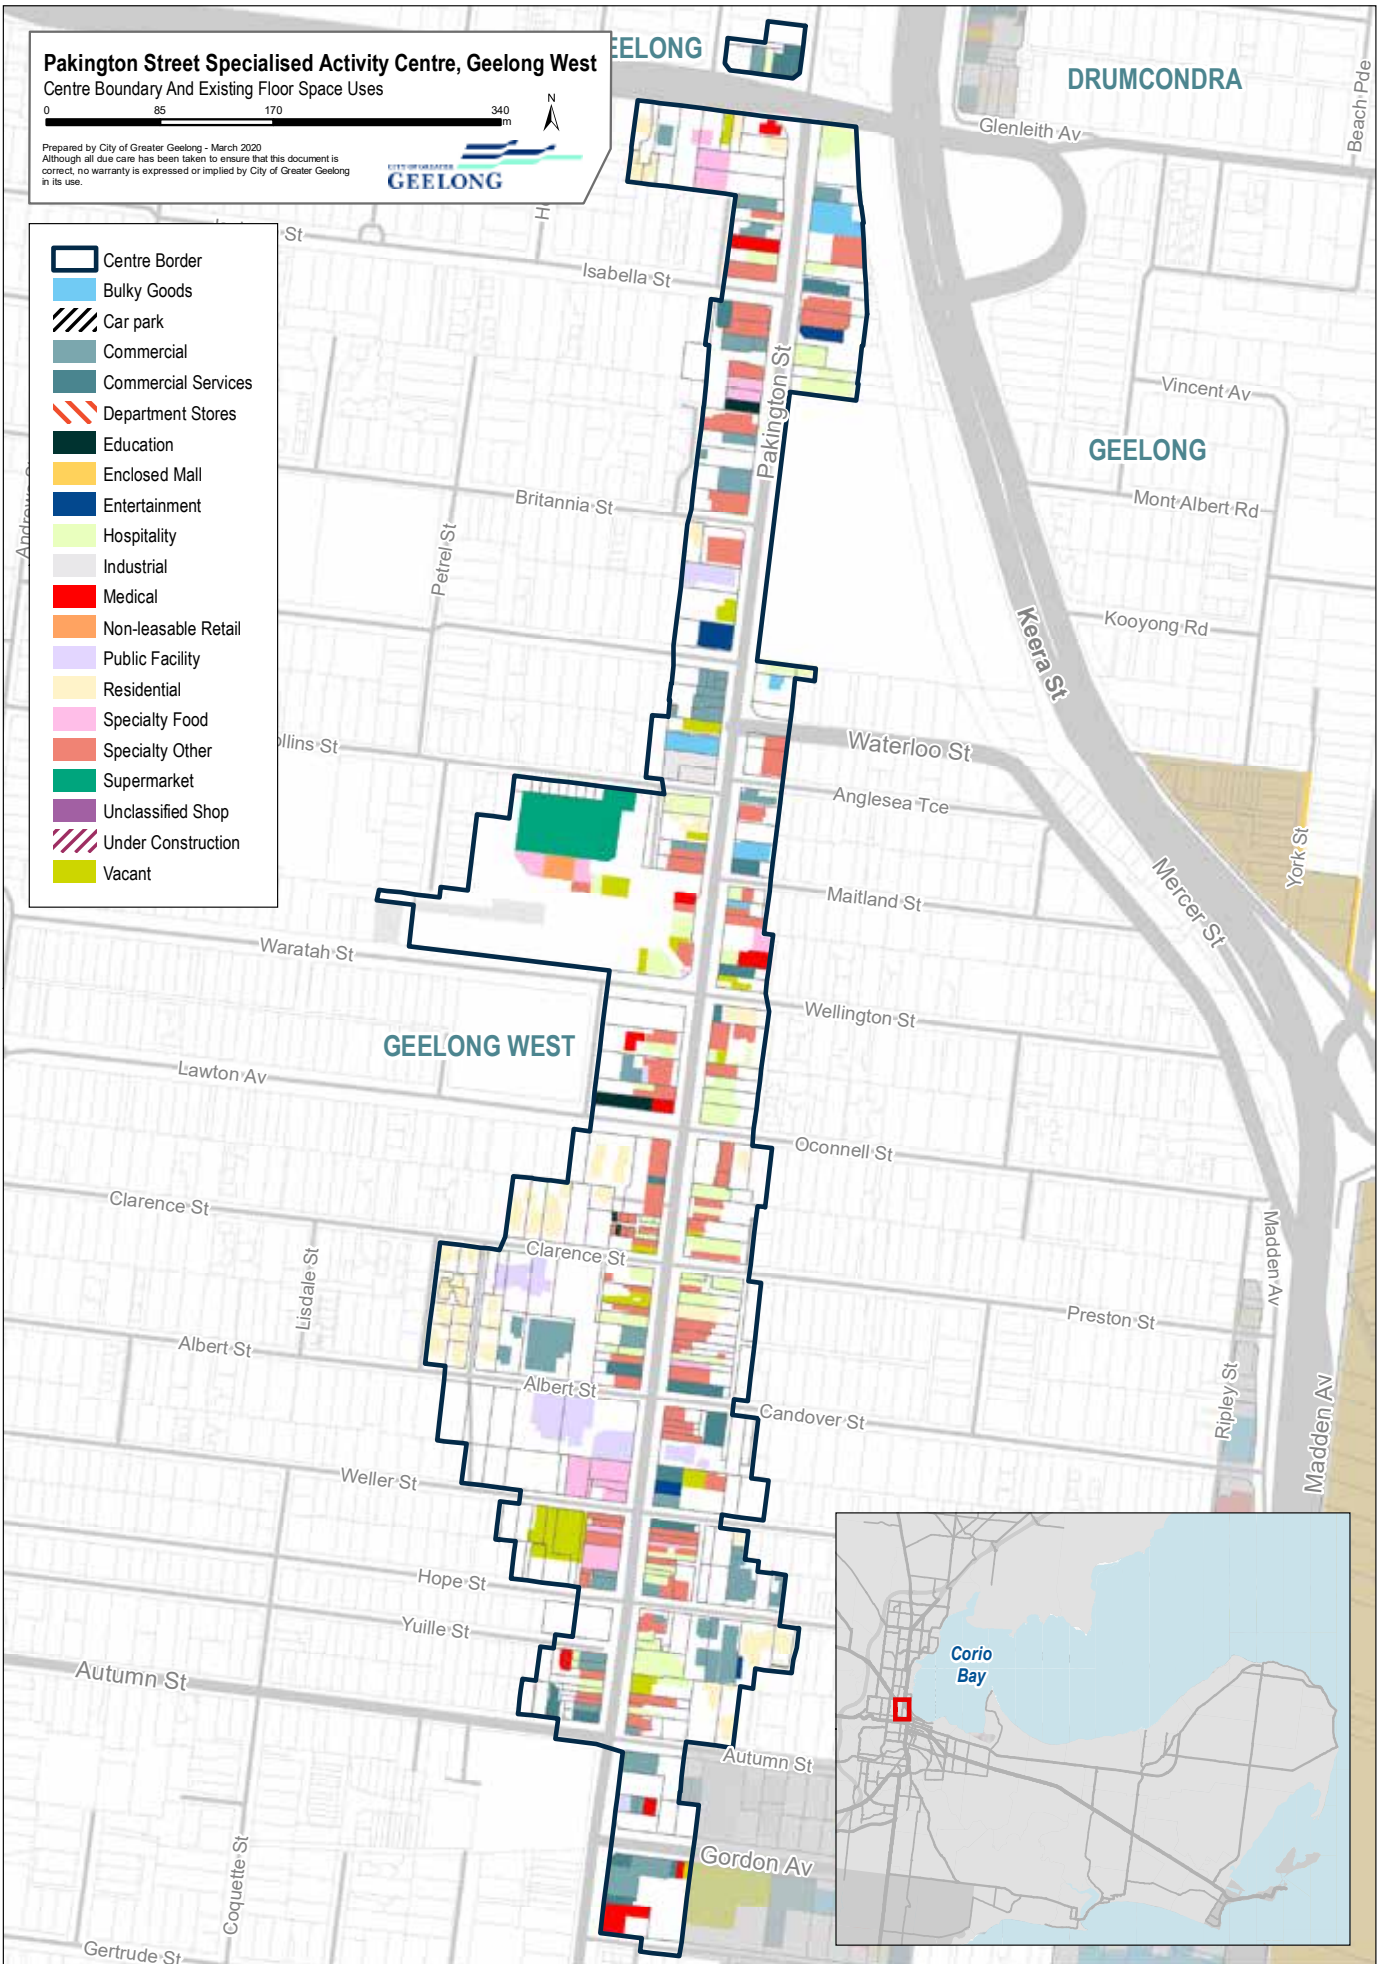 Pakington Street Specialised Activity Centre, Geelong West
Centre Boundary And Existing Floor Space Uses
0 85 170 340
m
N
Prepared by City of Greater Geelong - March 2020
Although all due care has been taken to ensure that this document is
correct, no warranty is expressed or implied by City of Greater Geelong
in its use.
CITY OF GREATER
GEELONG
Centre Border
Bulky Goods
Car park
Commercial
Commercial Services
Department Stores
Education
Enclosed Mall
Entertainment
Hospitality
Industrial
Medical
Non-leasable Retail
Public Facility
Residential
Specialty Food
Specialty Other
Supermarket
Unclassified Shop
Under Construction
Vacant
EELONG
DRUMCONDRA
Beach Pde
Glenleith Av
St
Isabella St
Pakington St
Vincent Av
GEELONG
Mont Albert Rd
Britannia St
Petrel St
Andrews
Kooyong Rd
Keera St
ollins St
Waterloo St
Anglesea Tce
York St
Mercer St
Maitland St
Waratah St
Wellington St
GEELONG WEST
Lawton Av
Oconnell St
Clarence St
Clarence St
Madden Av
Lisdale St
Preston St
Albert St
Albert St
Candover St
Ripley St
Madden Av
Weller St
Hope St
Yuille St
Autumn St
Autumn St
Corio
Bay
Gordon Av
Coquette St
Gertrude St